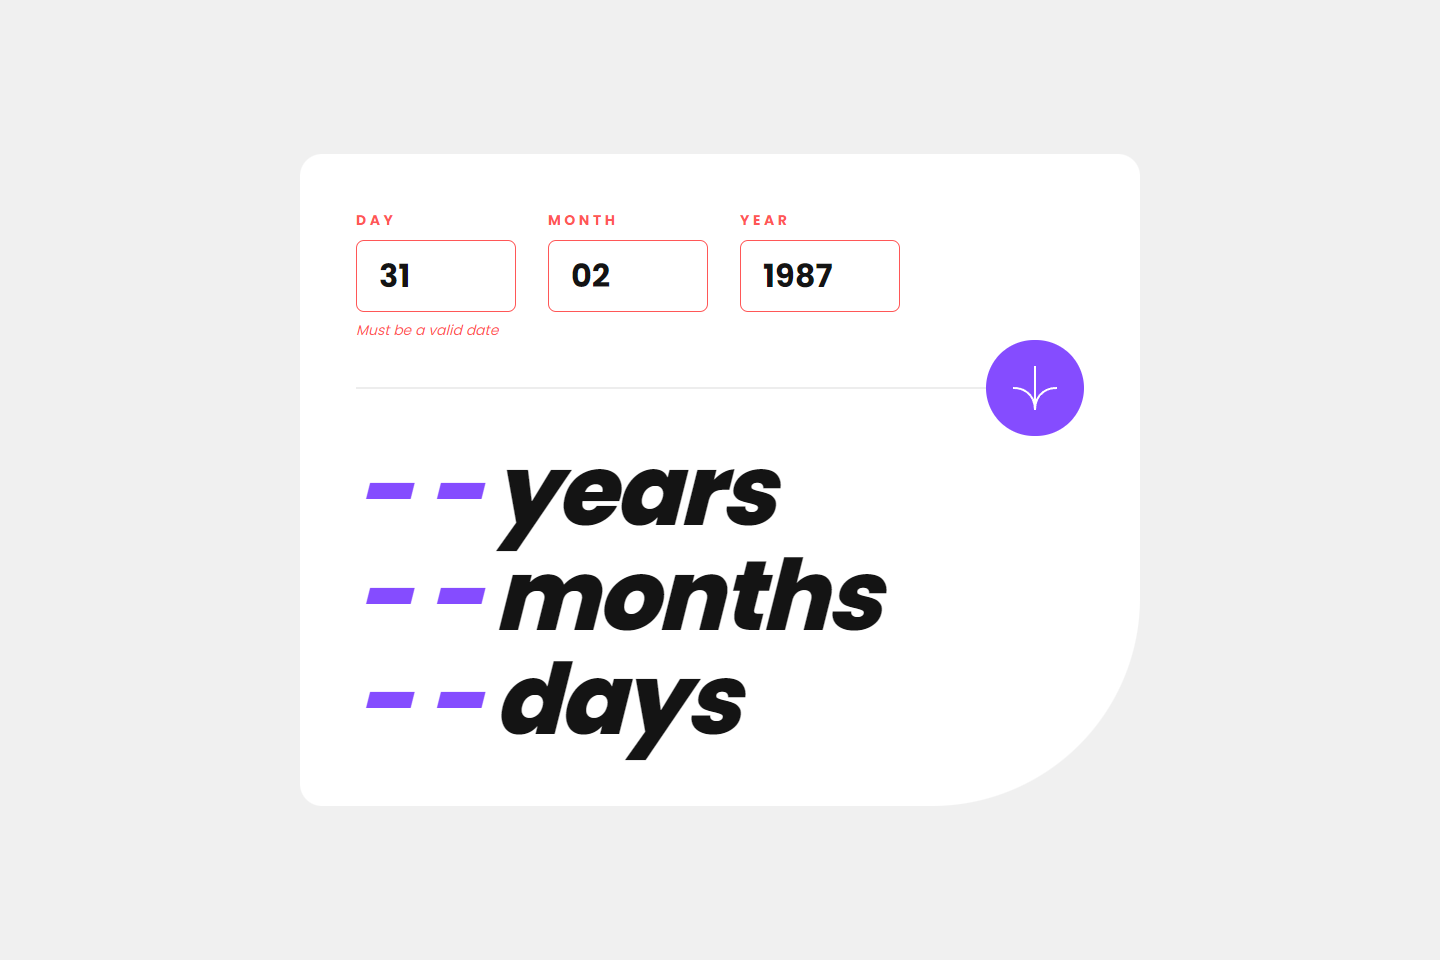 DAY MONTH YEAR
31 02 1987
Must be a valid date
- - years
- - months
- - days